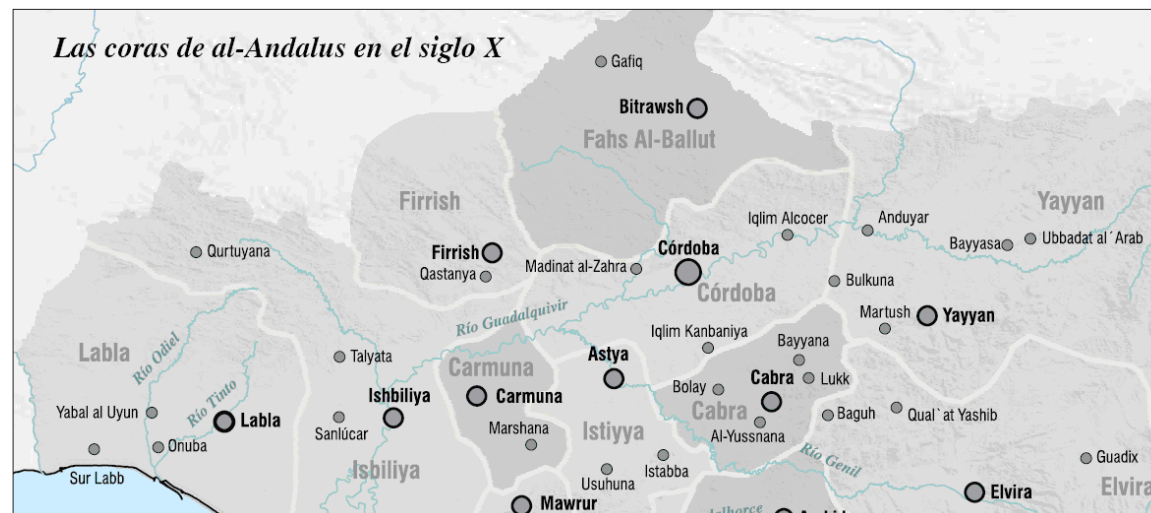 Las coras de al-Andalus en el siglo X
Gafiq
Bitrawsh
Fahs Al-Ballut
Firrish
Yayyan
Iqlim Alcocer
Anduyar
Bayyasa
Ubbadat al´Arab
Qurtuyana
Firrish
Córdoba
Qastanya
Madinat al-Zahra
Córdoba
Bulkuna
Río Guadalquivir
Martush
Yayyan
Labla
Río Odiel
Talyata
Carmuna
Astya
Iqlim Kanbaniya
Bayyana
Río Tinto
Ishbiliya
Carmuna
Bolay
Cabra
Lukk
Yabal al Uyun
Labla
Sanlúcar
Cabra
Baguh
Qual`at Yashib
Onuba
Marshana
Istiyya
Al-Yussnana
Río Genil
Sur Labb
Isbiliya
Usuhuna
Istabba
Guadix
Mawrur
Elvira
Elvira